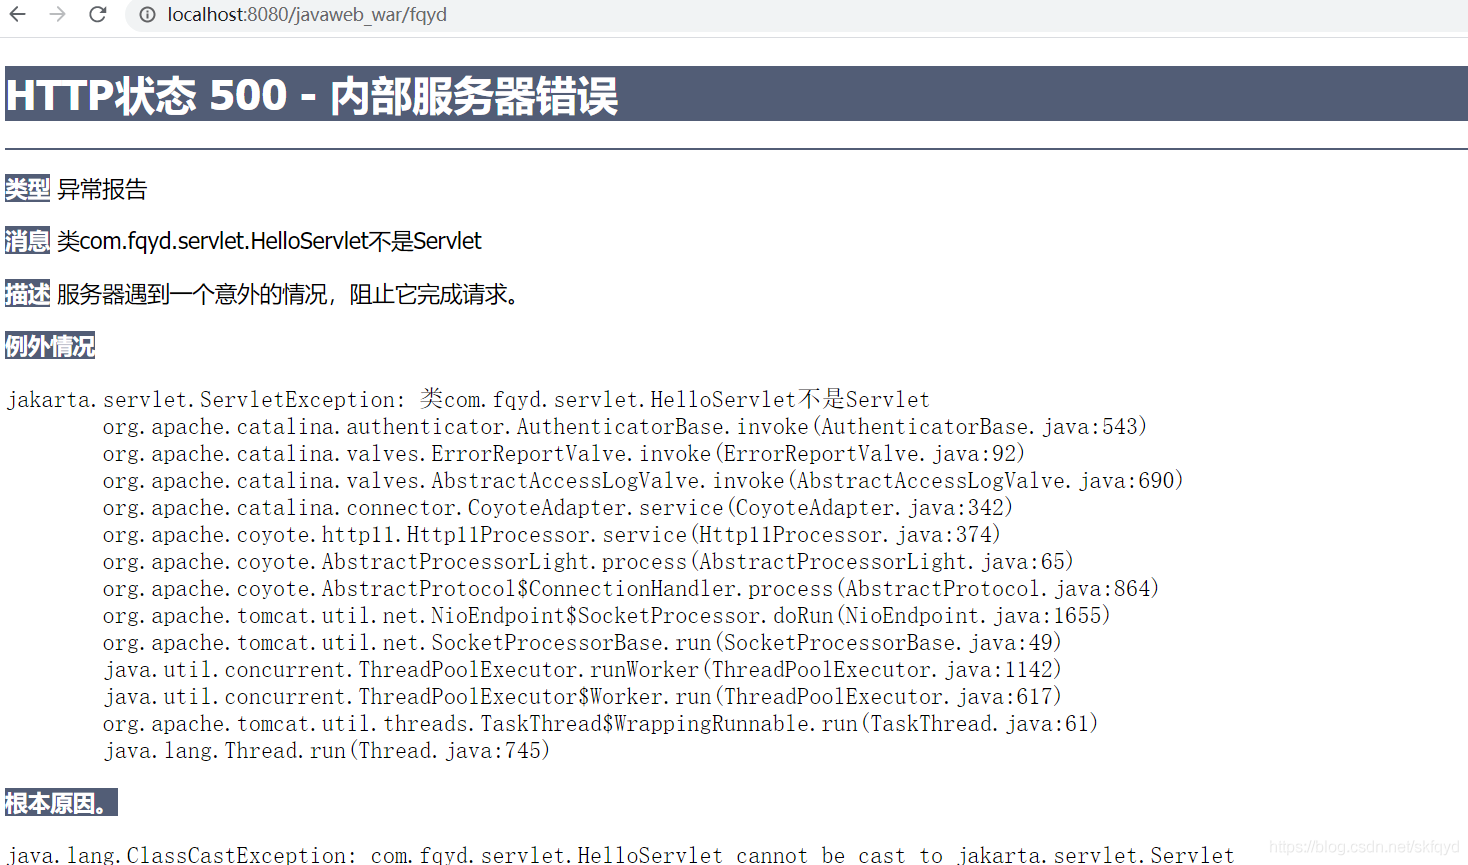 localhost:8080/javaweb_war/fqyd
HTTP状态 500 - 内部服务器错误
类型 异常报告
消息 类com.fqyd.servlet.HelloServlet不是Servlet
描述 服务器遇到一个意外的情况，阻止它完成请求。
例外情况
jakarta.servlet.ServletException: 类com.fqyd.servlet.HelloServlet不是Servlet
org.apache.catalina.authenticator.AuthenticatorBase.invoke(AuthenticatorBase.java:543)
org.apache.catalina.valves.ErrorReportValve.invoke(ErrorReportValve.java:92)
org.apache.catalina.valves.AbstractAccessLogValve.invoke(AbstractAccessLogValve.java:690)
org.apache.catalina.connector.CoyoteAdapter.service(CoyoteAdapter.java:342)
org.apache.coyote.http11.Http11Processor.service(Http11Processor.java:374)
org.apache.coyote.AbstractProcessorLight.process(AbstractProcessorLight.java:65)
org.apache.coyote.AbstractProtocol$ConnectionHandler.process(AbstractProtocol.java:864)
org.apache.tomcat.util.net.NioEndpoint$SocketProcessor.doRun(NioEndpoint.java:1655)
org.apache.tomcat.util.net.SocketProcessorBase.run(SocketProcessorBase.java:49)
java.util.concurrent.ThreadPoolExecutor.runWorker(ThreadPoolExecutor.java:1142)
java.util.concurrent.ThreadPoolExecutor$Worker.run(ThreadPoolExecutor.java:617)
org.apache.tomcat.util.threads.TaskThread$WrappingRunnable.run(TaskThread.java:61)
java.lang.Thread.run(Thread.java:745)
根本原因。
java.lang.ClassCastException: com.fqyd.servlet.HelloServlet cannot be cast to jakarta.servlet.Servlet
https://blog.csdn.net/skfqyd